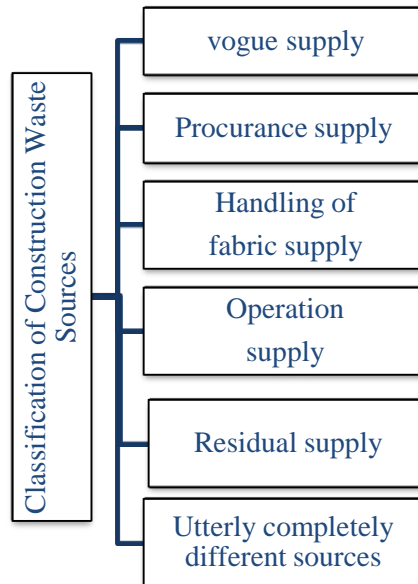 Classification of Construction Waste
Sources
vogue supply
Procurance supply
Handling of
fabric supply
Operation
supply
Residual supply
Utterly completely
different sources